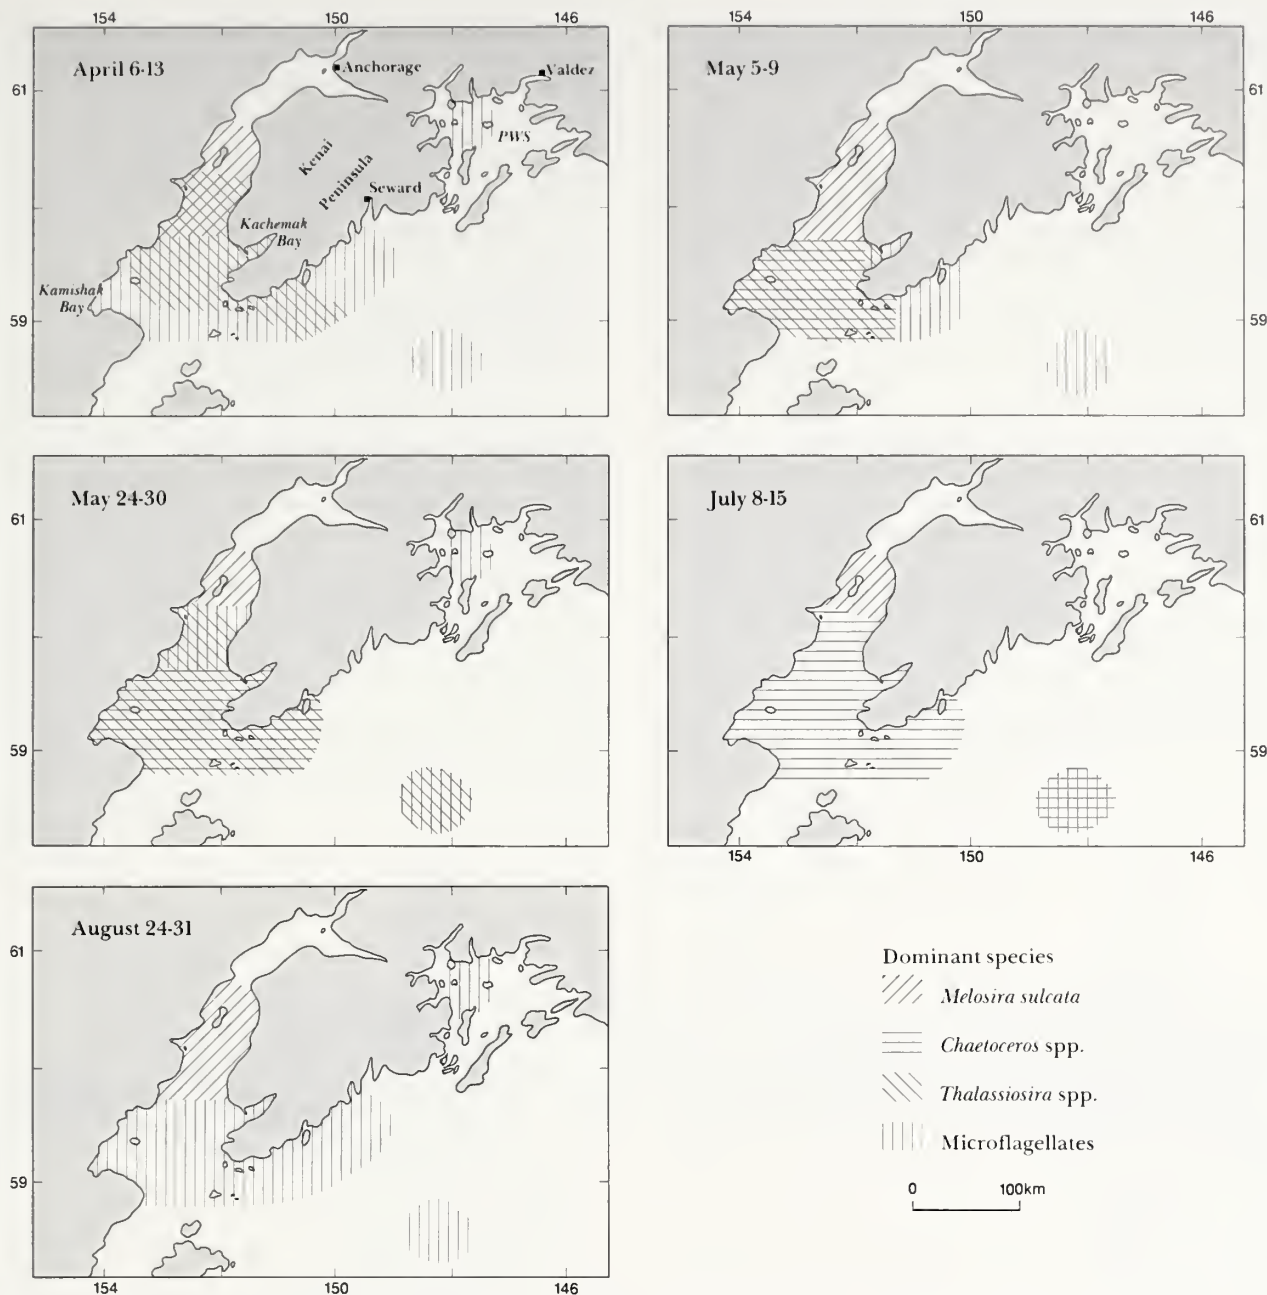 154 150 146
April 6-13
Anchorage
Valdez
61
PWS
Kenai
Peninsula
Seward
Kachemak
Bay
Kamishak
Bay
59
154 150 146
May 5-9
61
59
May 24-30
61
59
July 8-15
61
59
154 150 146
August 24-31
61
59
154 150 146
Dominant species
Melosira sulcata
Chaetoceros spp.
Thalassiosira spp.
Microflagellates
0 100km